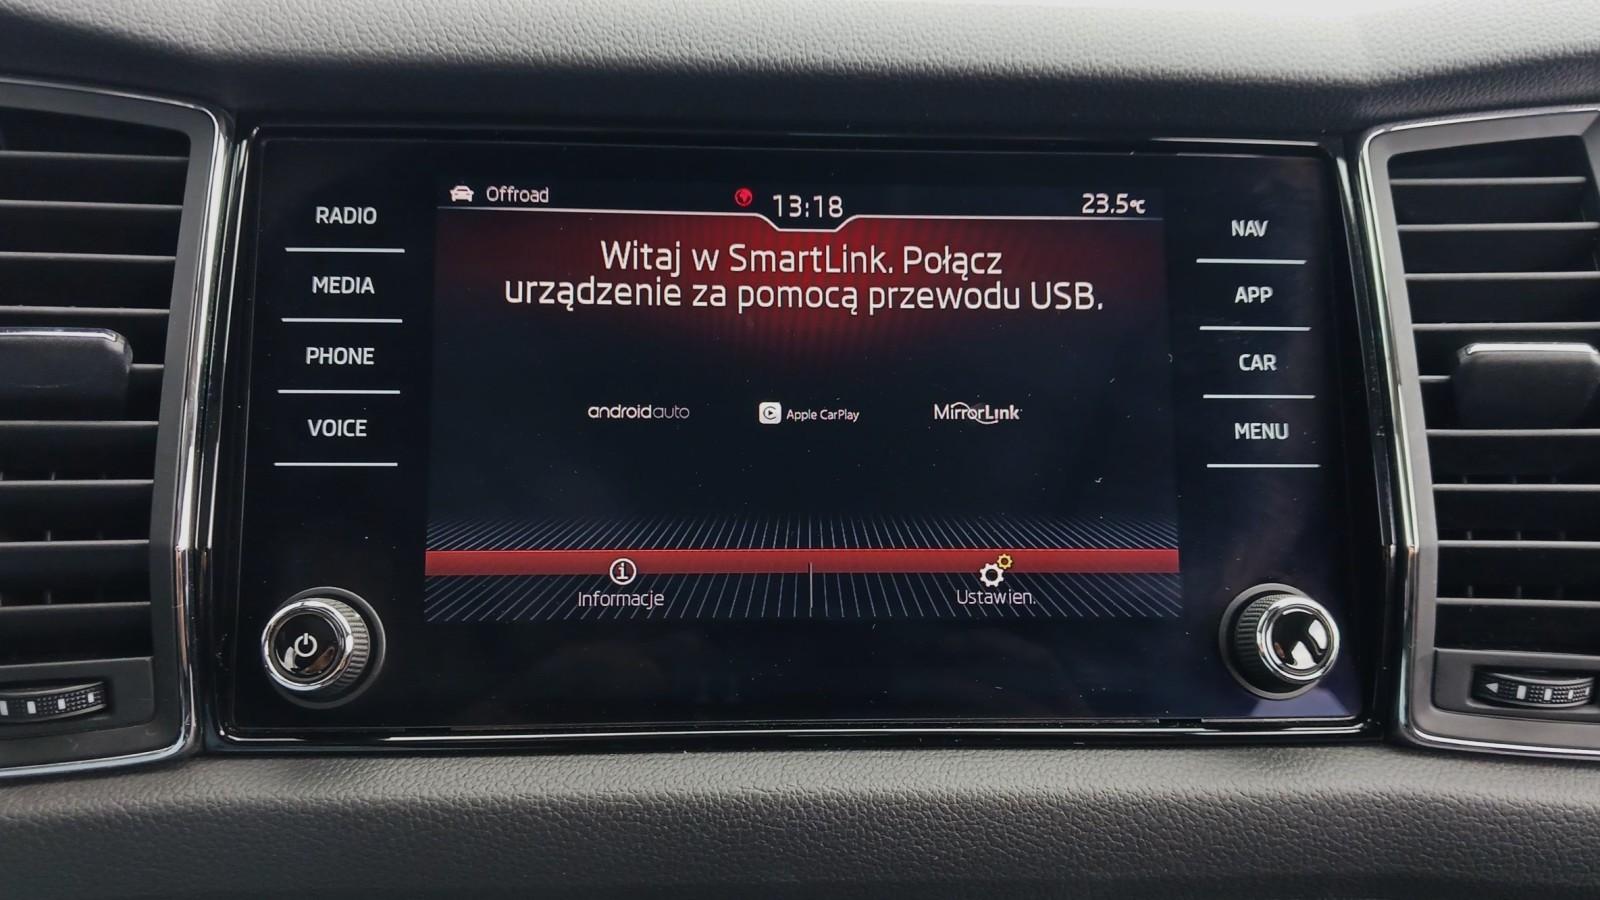 Offroad
13:18
23.5°C
RADIO
MEDIA
PHONE
VOICE
Witaj w SmartLink. Połącz
urządzenie za pomocą przewodu USB.
androidauto
Apple CarPlay
MirrorLink
Informacje
Ustawien.
NAV
APP
CAR
MENU